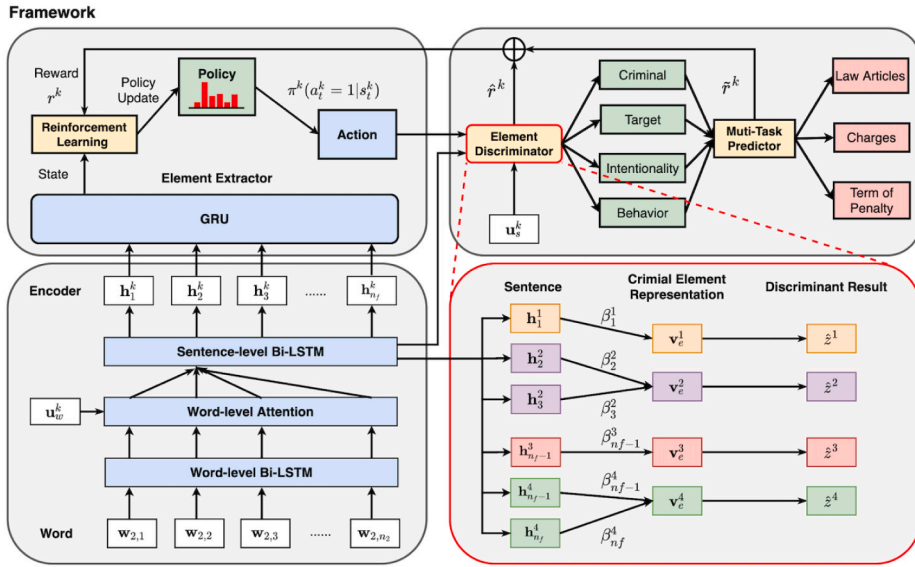 Framework
Reward
r^k
Policy
Update
Policy
π^k(a_t^k = 1|s_t^k)
Reinforcement
Learning
Action
State
Element Extractor
GRU
r̂^k
r̃^k
Element
Discriminator
u_s^k
Criminal
Target
Intentionality
Behavior
Muti-Task
Predictor
Law Articles
Charges
Term of
Penalty
Encoder
h_1^k
h_2^k
h_3^k
......
h_{n_f}^k
Sentence-level Bi-LSTM
u_w^k
Word-level Attention
Word-level Bi-LSTM
Word
w_{2,1}
w_{2,2}
w_{2,3}
......
w_{2,n_2}
Sentence
Crimial Element
Representation
Discriminant Result
h_1^1
β_1^1
v_e^1
ẑ^1
h_2^2
β_2^2
v_e^2
ẑ^2
h_3^2
β_3^2
h_{n_f-1}^3
β_{nf-1}^3
v_e^3
ẑ^3
h_{n_f-1}^4
β_{nf-1}^4
v_e^4
ẑ^4
h_{n_f}^4
β_{nf}^4